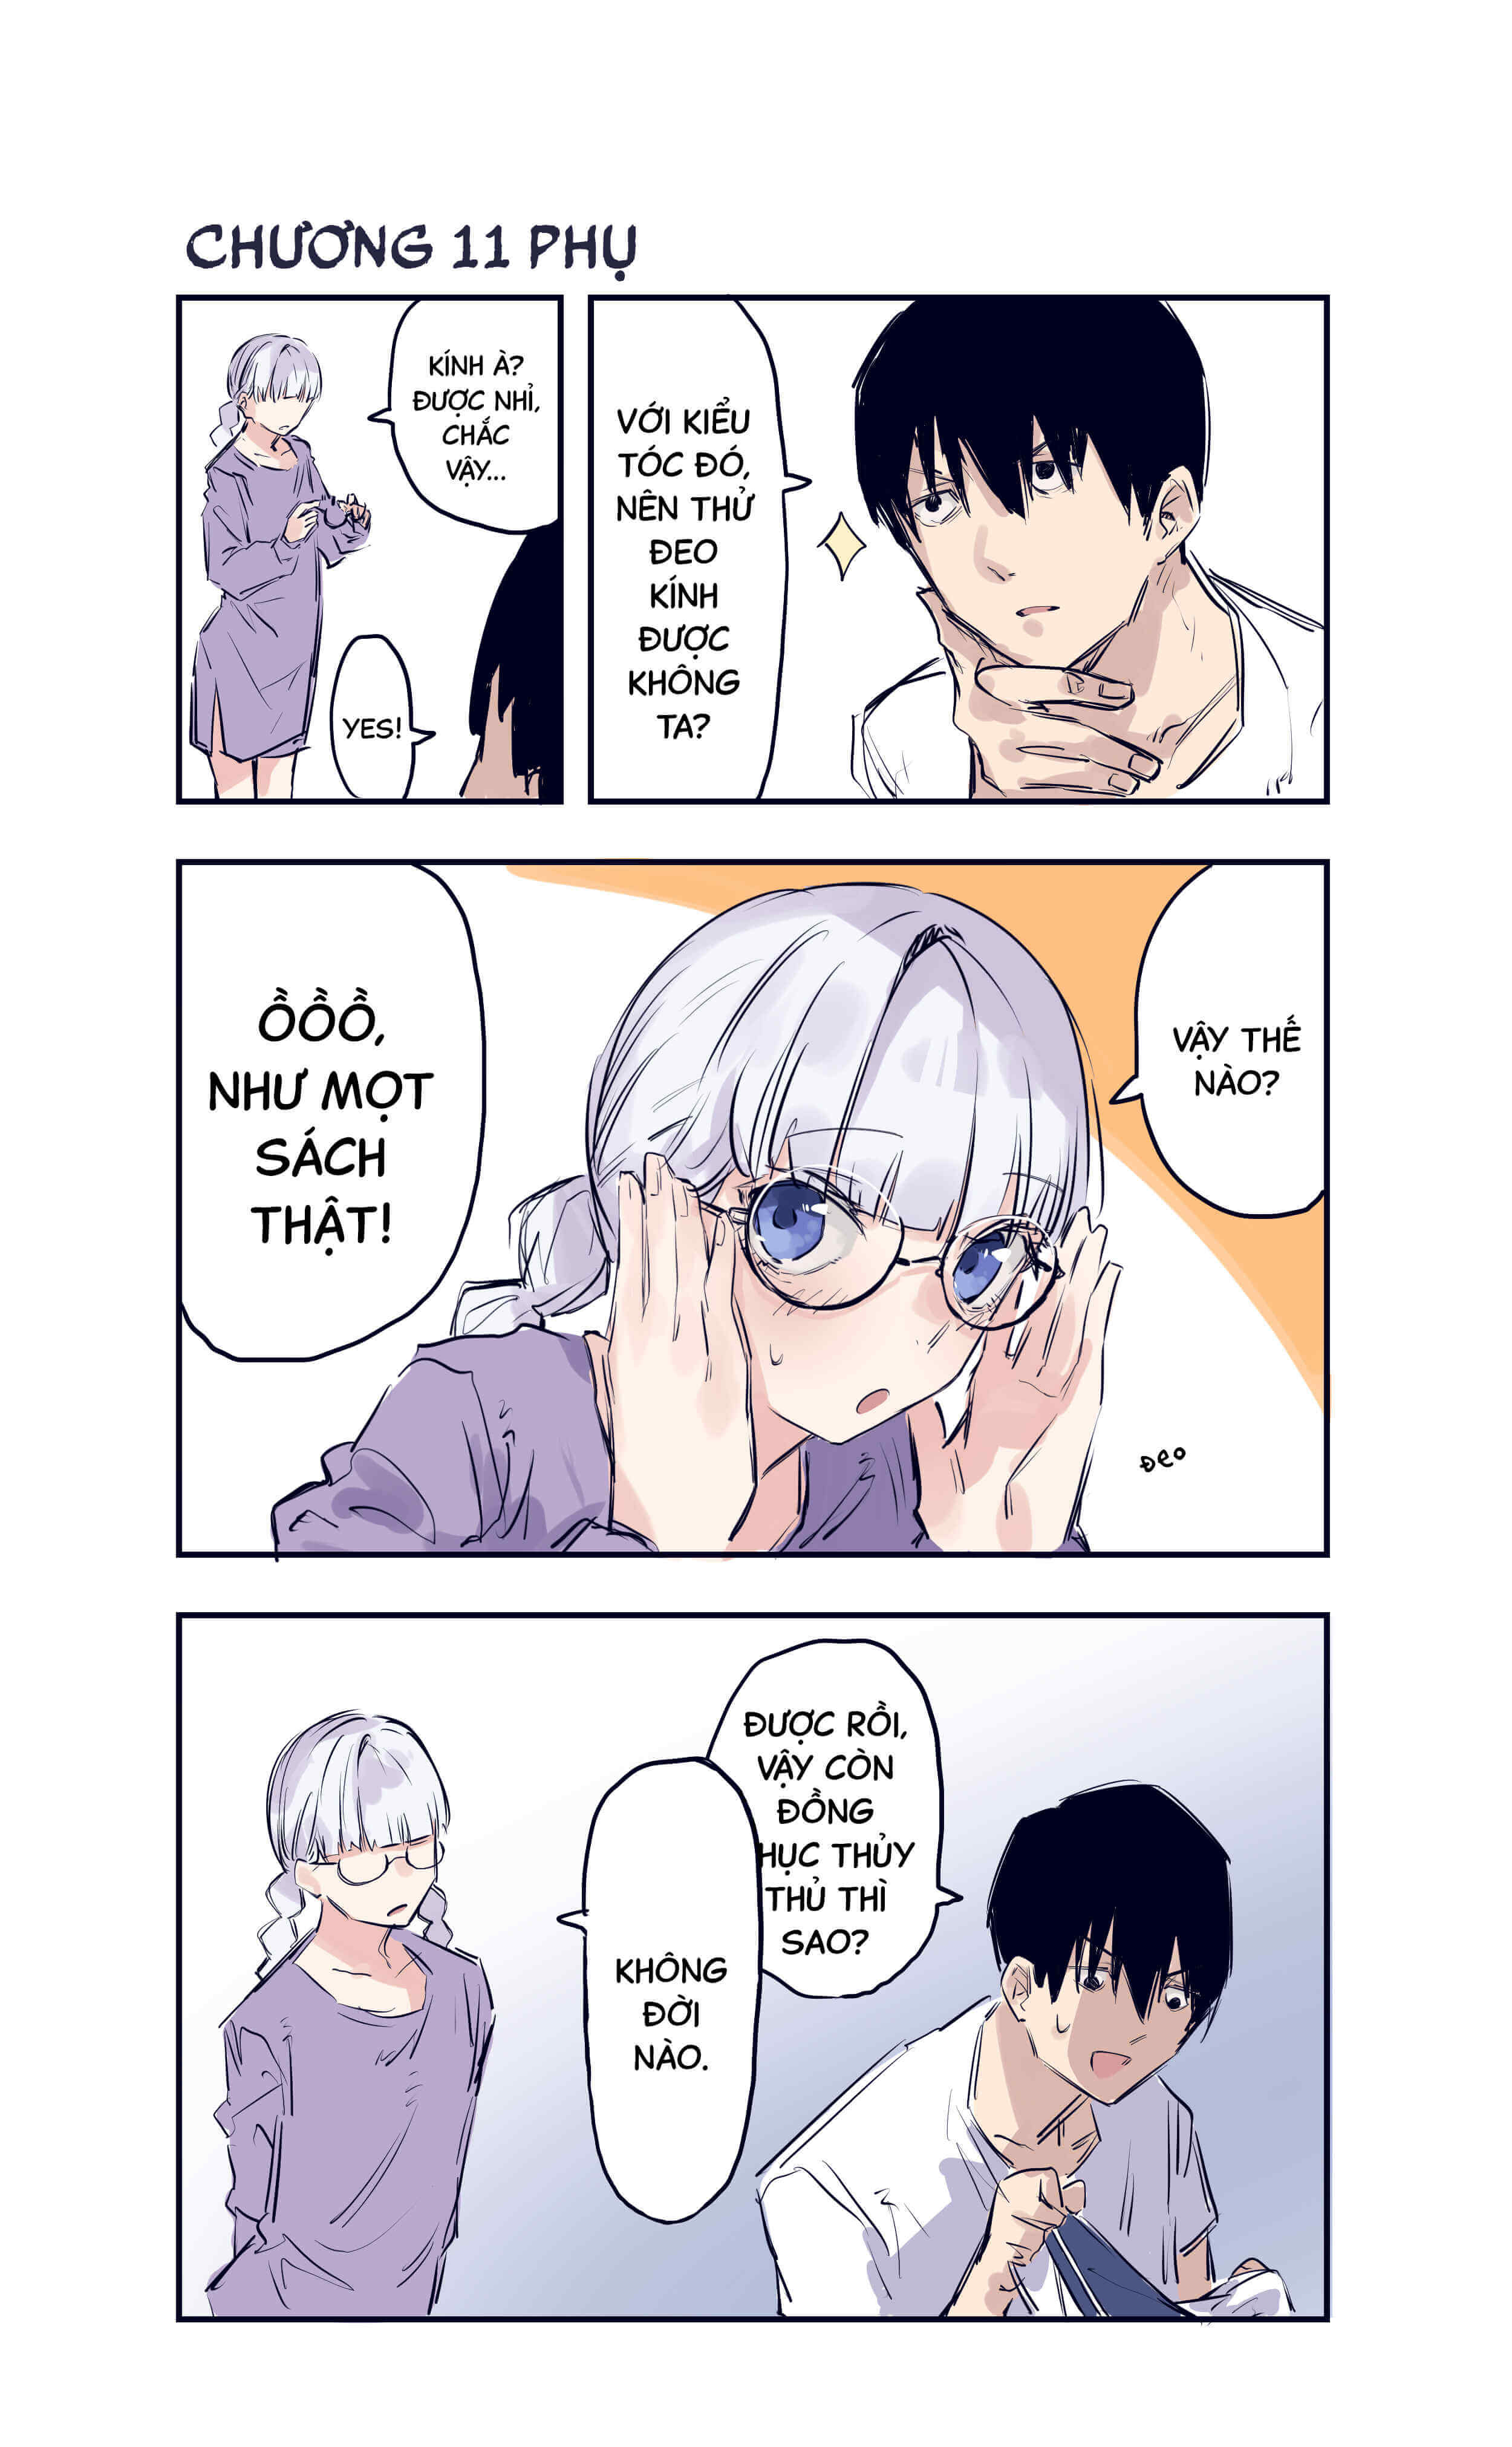 CHƯƠNG 11 PHỤ
VỚI KIỂU
TÓC ĐÓ,
NÊN THỬ
ĐEO
KÍNH
ĐƯỢC
KHÔNG
TA?
KÍNH À?
ĐƯỢC NHỈ,
CHẮC
VẬY...
YES!
VẬY THẾ
NÀO?
ỒỒỒ,
NHƯ MỌT
SÁCH
THẬT!
ĐEO
ĐƯỢC RỒI,
VẬY CÒN
ĐỒNG
HỤC THỦY
THỦ THÌ
SAO?
KHÔNG
ĐỜI
NÀO.